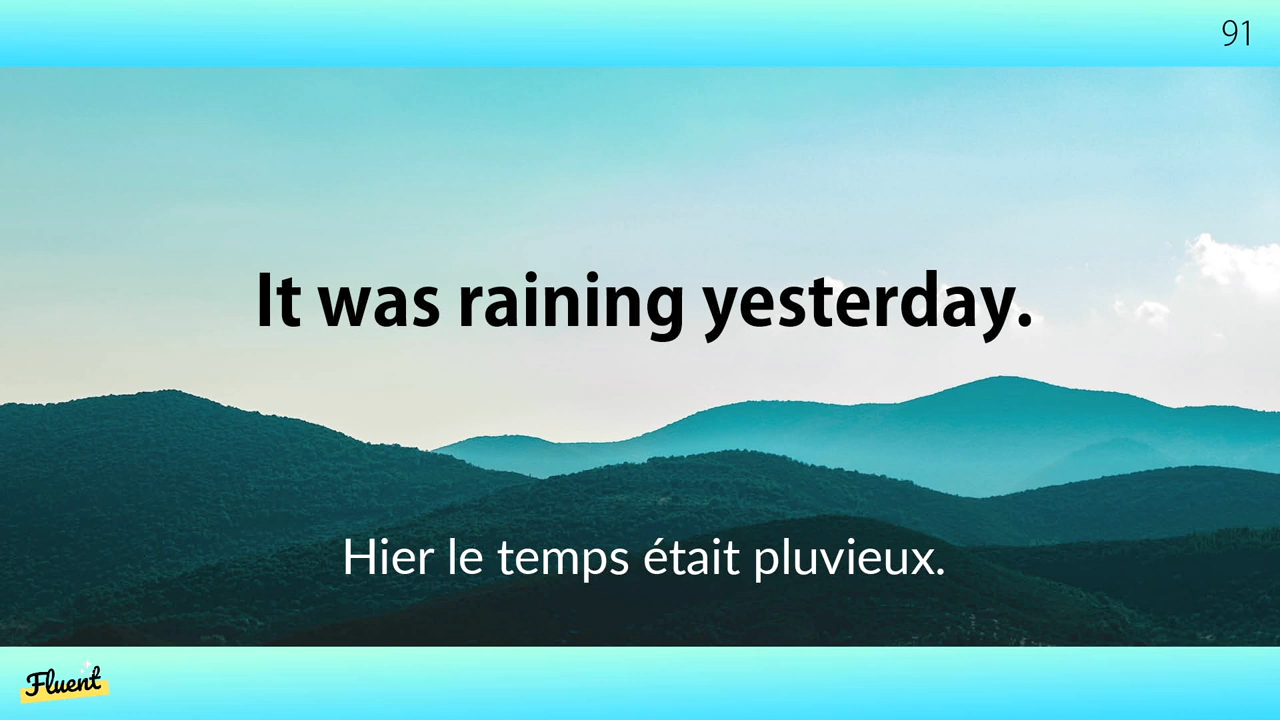 91
It was raining yesterday.
Hier le temps était pluvieux.
Fluent